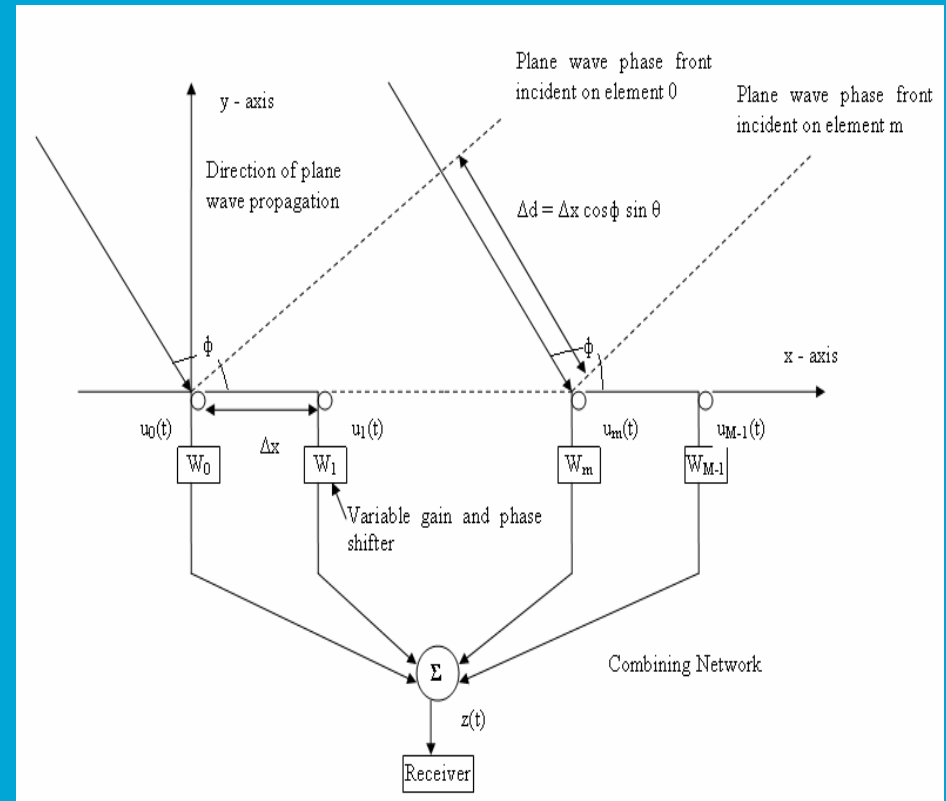 Plane wave phase front
incident on element 0
Plane wave phase front
incident on element m
y - axis
Direction of plane
wave propagation
Δd = Δx cosϕ sin θ
ϕ
ϕ
x - axis
u₀(t)
Δx
u₁(t)
uₘ(t)
u_M-1(t)
W₀
W₁
Wₘ
W_M-1
Variable gain and phase
shifter
Σ
Combining Network
z(t)
Receiver